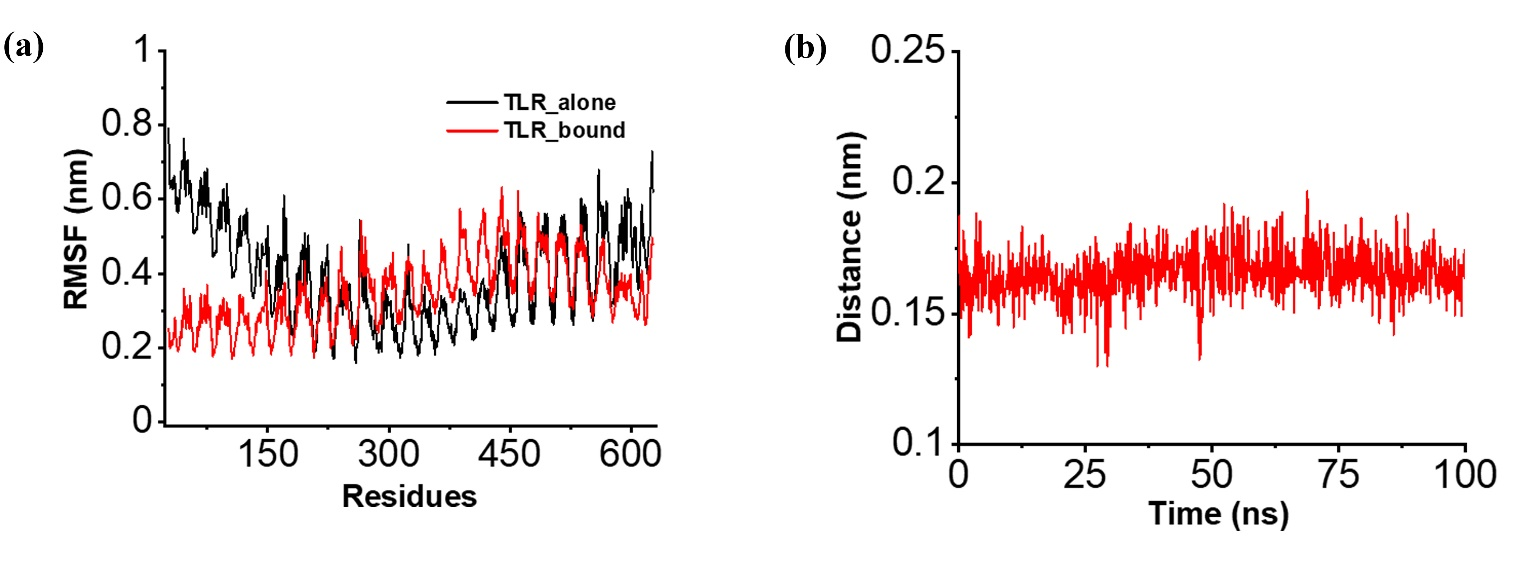 (a)
1
0.8
0.6
0.4
0.2
0
RMSF (nm)
TLR_alone
TLR_bound
150 300 450 600
Residues
(b)
0.25
0.2
0.15
0.1
Distance (nm)
0 25 50 75 100
Time (ns)